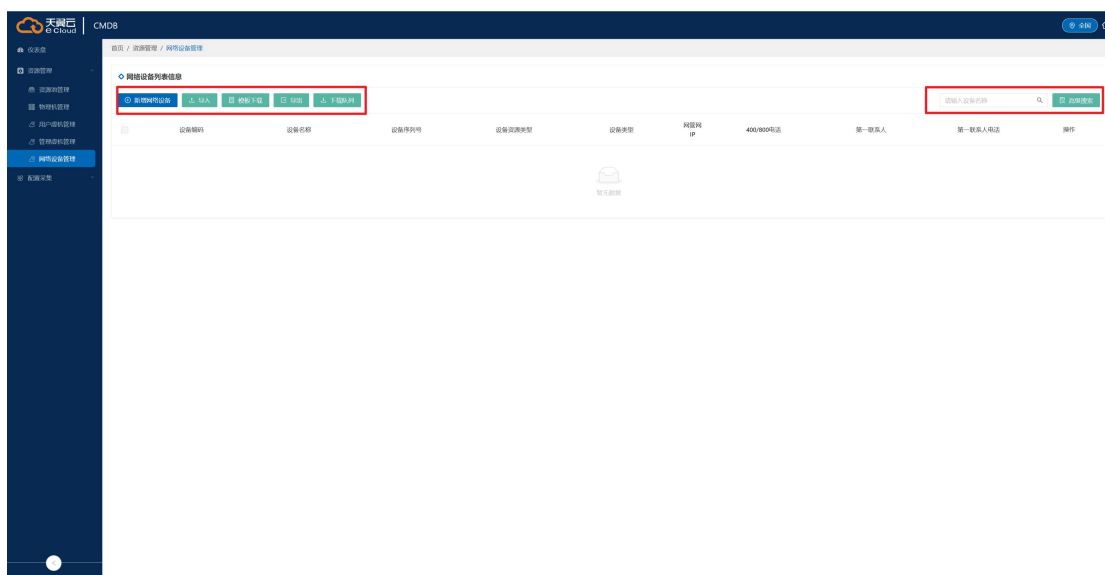 天翼云 e Cloud CMDB 全国
仪表盘
资源管理
资源池管理
物理机管理
用户虚机管理
管理虚机管理
网络设备管理
配置采集
首页 / 资源管理 / 网络设备管理
网络设备列表信息
新增网络设备 导入 模板下载 导出 下载队列 请输入设备名称 高级搜索
设备编码 设备名称 设备序列号 设备资源类型 设备类型 网管网IP 400/800电话 第一联系人 第一联系人电话 操作
暂无数据